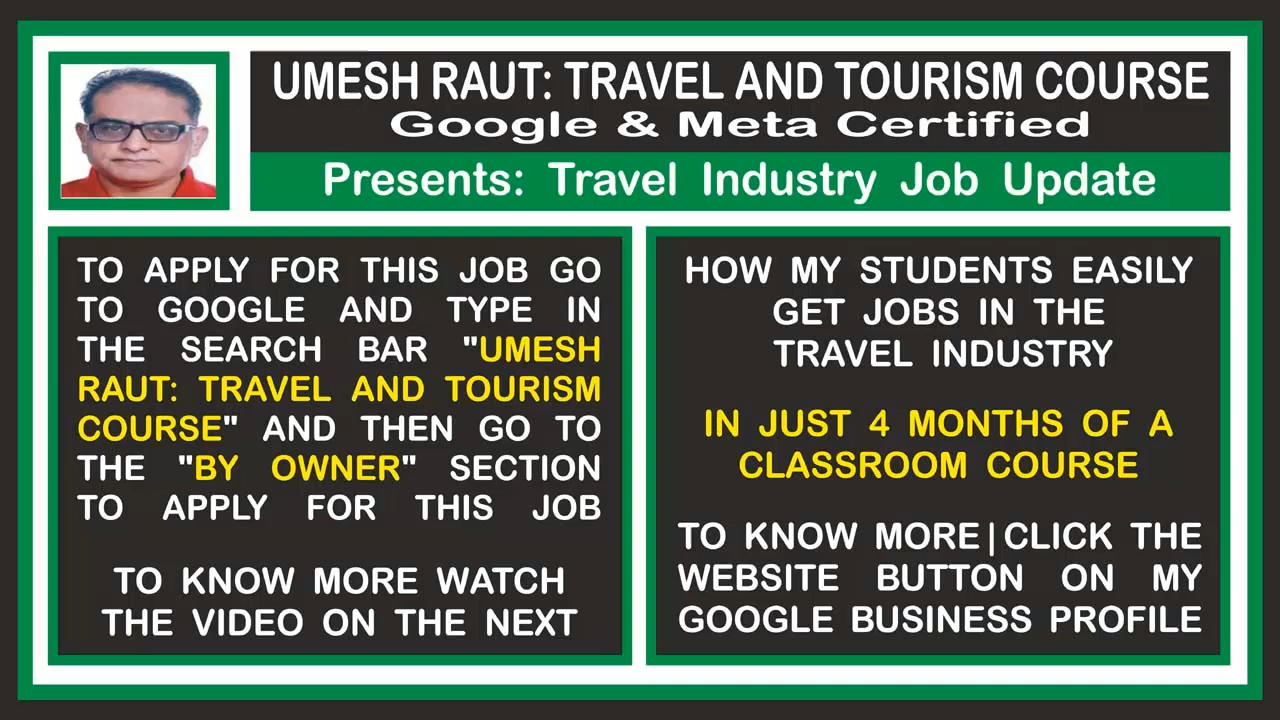 UMESH RAUT: TRAVEL AND TOURISM COURSE
Google & Meta Certified
Presents: Travel Industry Job Update
TO APPLY FOR THIS JOB GO
TO GOOGLE AND TYPE IN
THE SEARCH BAR "UMESH
RAUT: TRAVEL AND TOURISM
COURSE" AND THEN GO TO
THE "BY OWNER" SECTION
TO APPLY FOR THIS JOB
TO KNOW MORE WATCH
THE VIDEO ON THE NEXT
HOW MY STUDENTS EASILY
GET JOBS IN THE
TRAVEL INDUSTRY
IN JUST 4 MONTHS OF A
CLASSROOM COURSE
TO KNOW MORE|CLICK THE
WEBSITE BUTTON ON MY
GOOGLE BUSINESS PROFILE